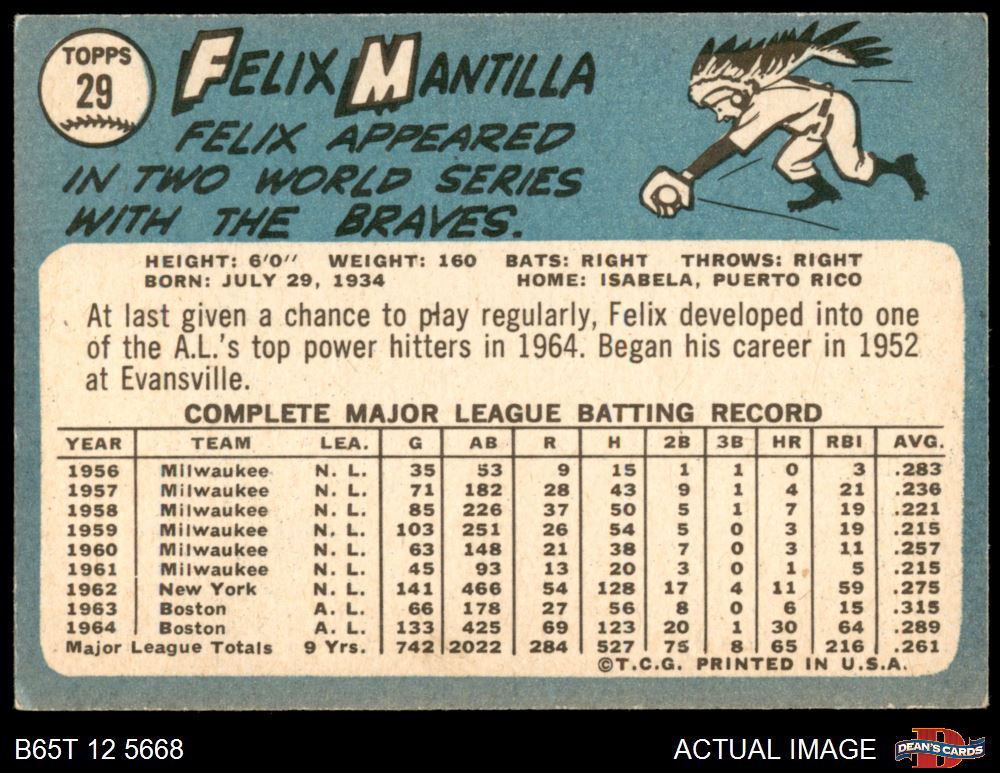 TOPPS
29
FELIX MANTILLA
FELIX APPEARED
IN TWO WORLD SERIES
WITH THE BRAVES.
HEIGHT: 6'0" WEIGHT: 160 BATS: RIGHT THROWS: RIGHT
BORN: JULY 29, 1934 HOME: ISABELA, PUERTO RICO
At last given a chance to play regularly, Felix developed into one
of the A.L.'s top power hitters in 1964. Began his career in 1952
at Evansville.
COMPLETE MAJOR LEAGUE BATTING RECORD
YEAR TEAM LEA. G AB R H 2B 3B HR RBI AVG.
1956 Milwaukee N. L. 35 53 9 15 1 1 0 3 .283
1957 Milwaukee N. L. 71 182 28 43 9 1 4 21 .236
1958 Milwaukee N. L. 85 226 37 50 5 1 7 19 .221
1959 Milwaukee N. L. 103 251 26 54 5 0 3 19 .215
1960 Milwaukee N. L. 63 148 21 38 7 0 3 11 .257
1961 Milwaukee N. L. 45 93 13 20 3 0 1 5 .215
1962 New York N. L. 141 466 54 128 17 4 11 59 .275
1963 Boston A. L. 66 178 27 56 8 0 6 15 .315
1964 Boston A. L. 133 425 69 123 20 1 30 64 .289
Major League Totals 9 Yrs. 742 2022 284 527 75 8 65 216 .261
©T.C.G. PRINTED IN U.S.A.
B65T 12 5668 ACTUAL IMAGE
D
DEAN'S CARDS